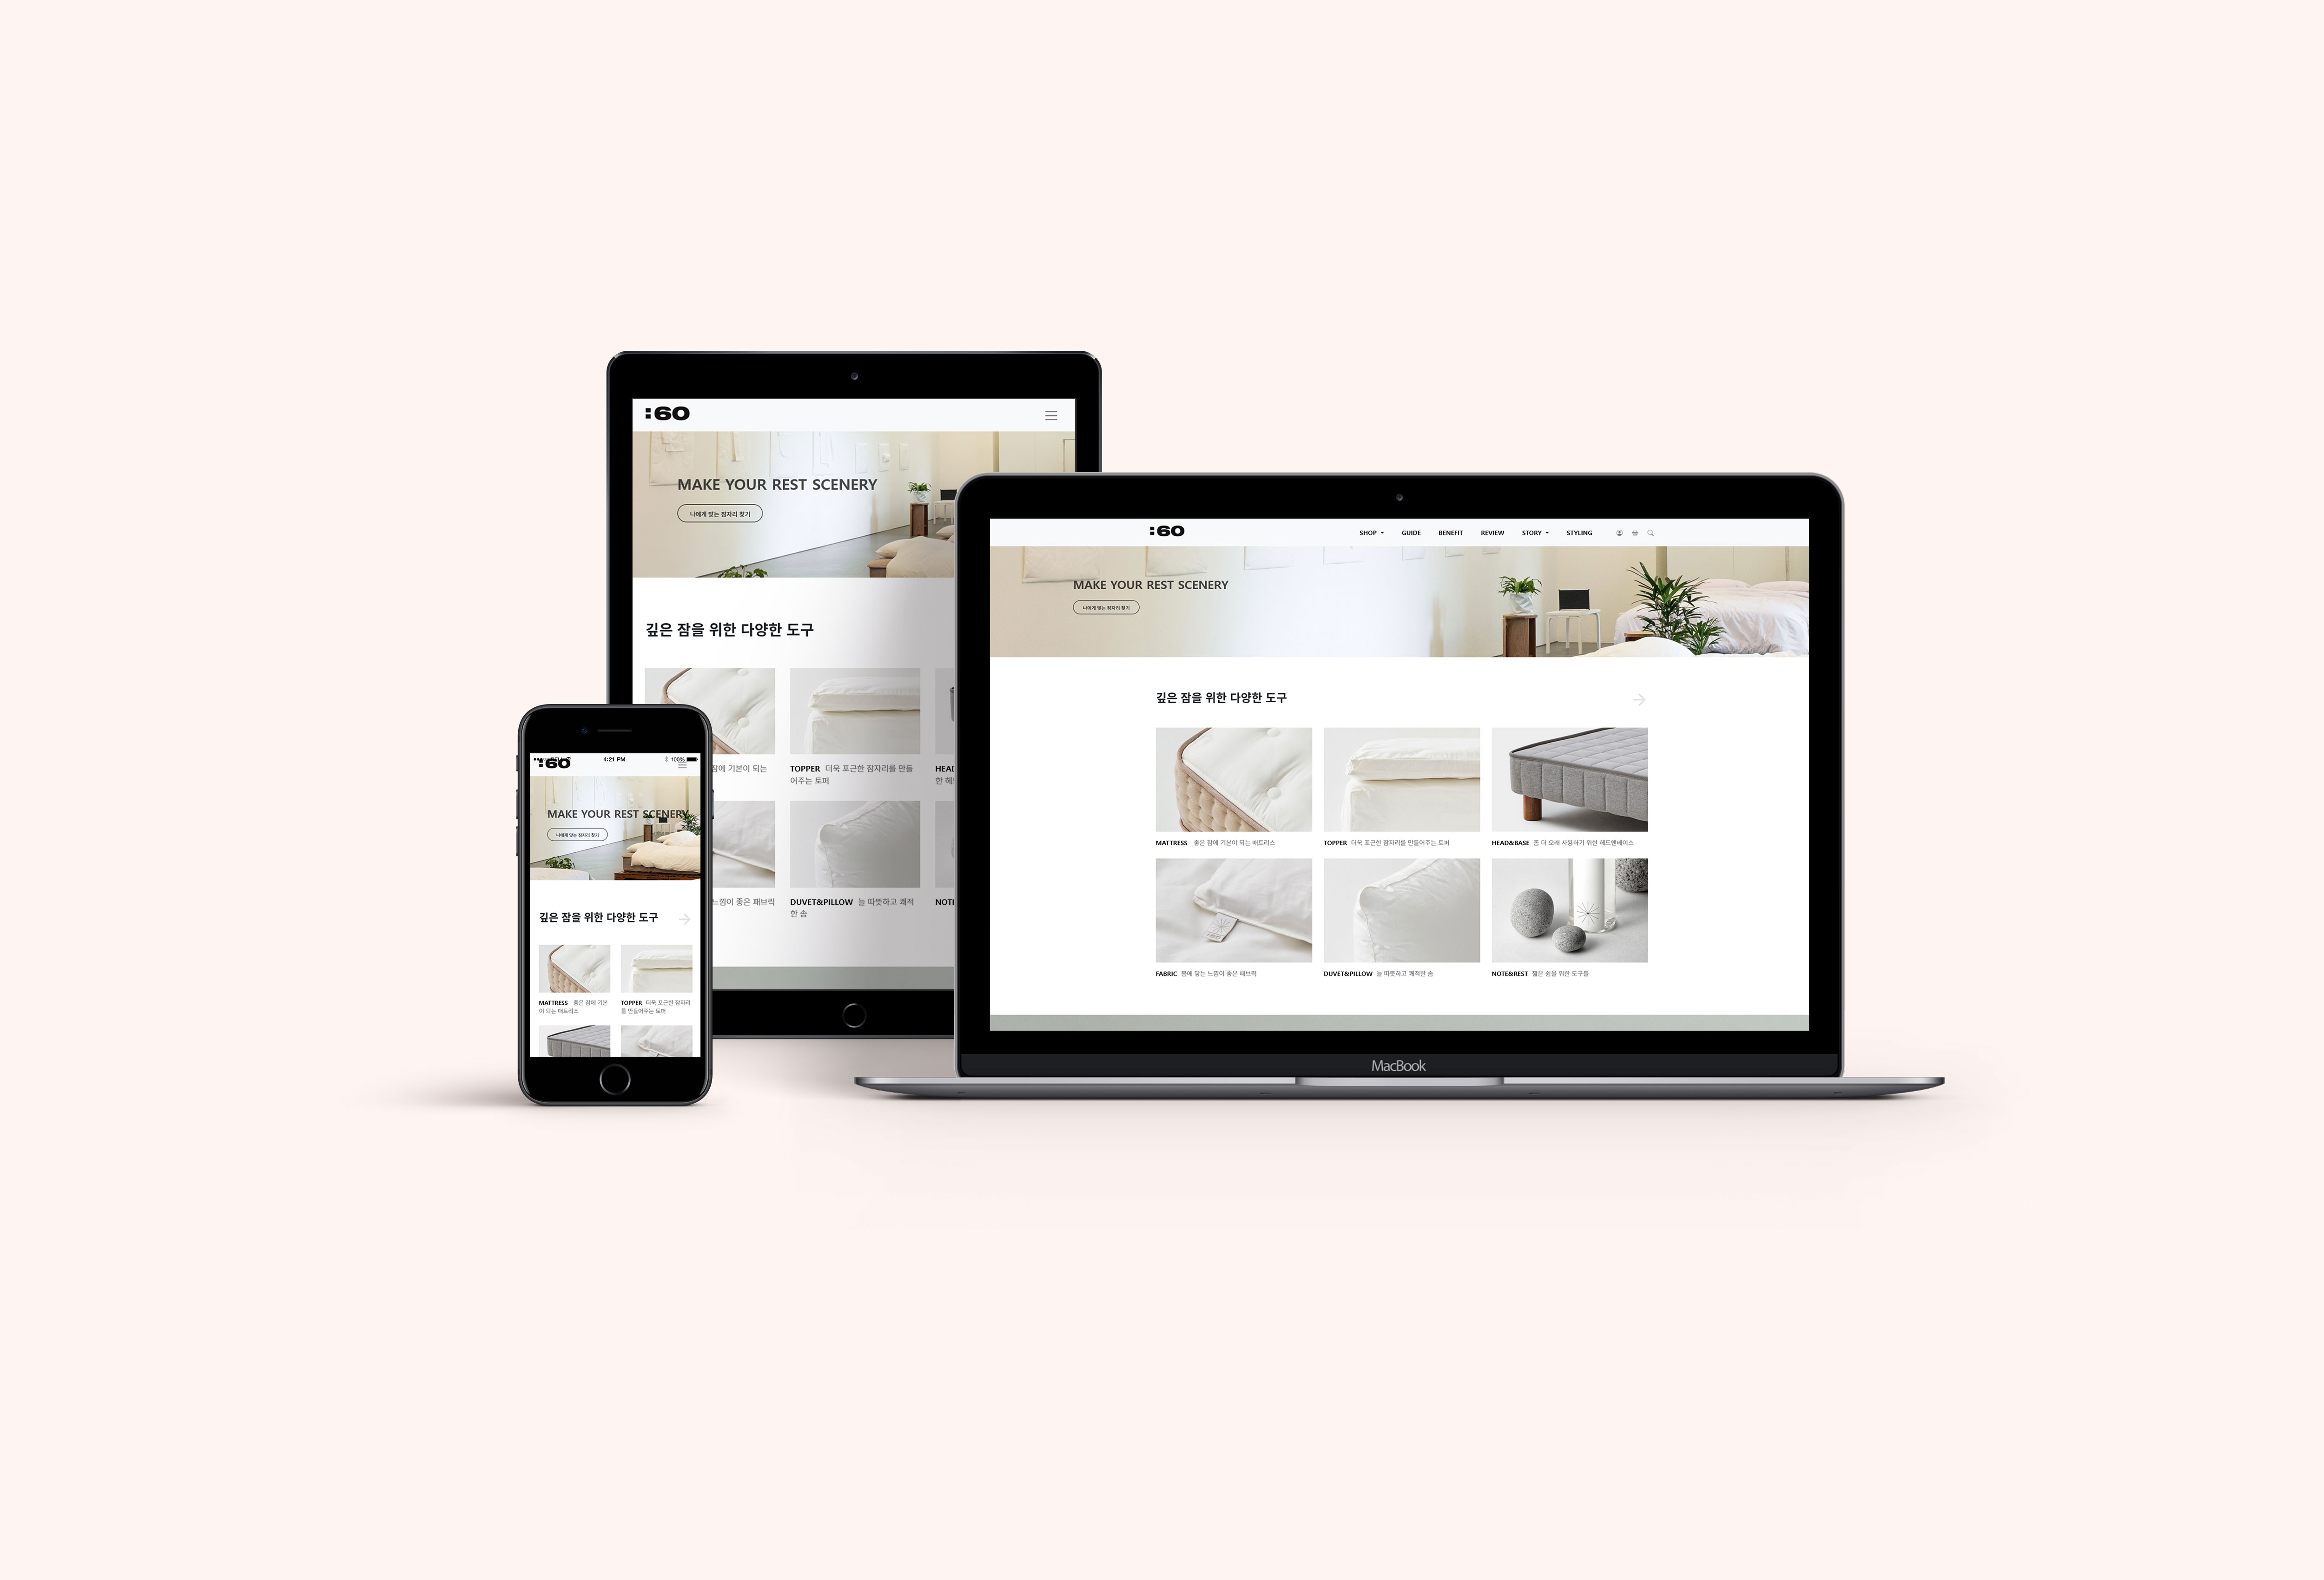 :60
MAKE YOUR REST SCENERY
나에게 맞는 잠자리 찾기
깊은 잠을 위한 다양한 도구
잠에 기본이 되는
TOPPER 더욱 포근한 잠자리를 만들
어주는 토퍼
HEAD
한 헤
느낌이 좋은 패브릭
DUVET&PILLOW 늘 따뜻하고 쾌적
한 솜
NOTE
:60
4:21 PM
100%
MAKE YOUR REST SCENERY
나에게 맞는 잠자리 찾기
깊은 잠을 위한 다양한 도구
MATTRESS 좋은 잠에 기본
이 되는 매트리스
TOPPER 더욱 포근한 잠자리
를 만들어주는 토퍼
:60
SHOP GUIDE BENEFIT REVIEW STORY STYLING
MAKE YOUR REST SCENERY
나에게 맞는 잠자리 찾기
깊은 잠을 위한 다양한 도구
MATTRESS 좋은 잠에 기본이 되는 매트리스
TOPPER 더욱 포근한 잠자리를 만들어주는 토퍼
HEAD&BASE 좀 더 오래 사용하기 위한 헤드앤베이스
FABRIC 몸에 닿는 느낌이 좋은 패브릭
DUVET&PILLOW 늘 따뜻하고 쾌적한 솜
NOTE&REST 짧은 쉼을 위한 도구들
MacBook